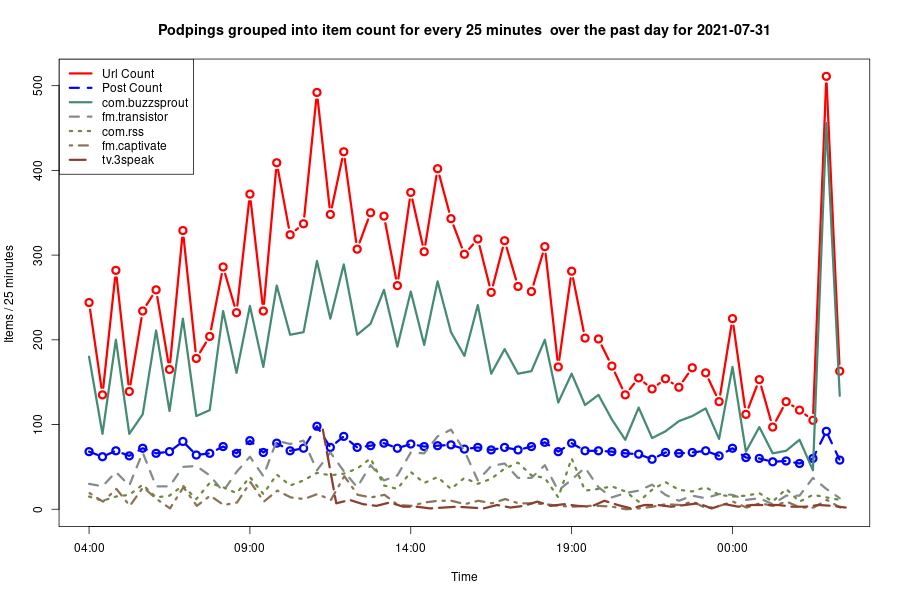 Podpings grouped into item count for every 25 minutes  over the past day for 2021-07-31
Url Count
Post Count
com.buzzsprout
fm.transistor
com.rss
fm.captivate
tv.3speak
500
400
300
200
100
0
Items / 25 minutes
04:00 09:00 14:00 19:00 00:00
Time